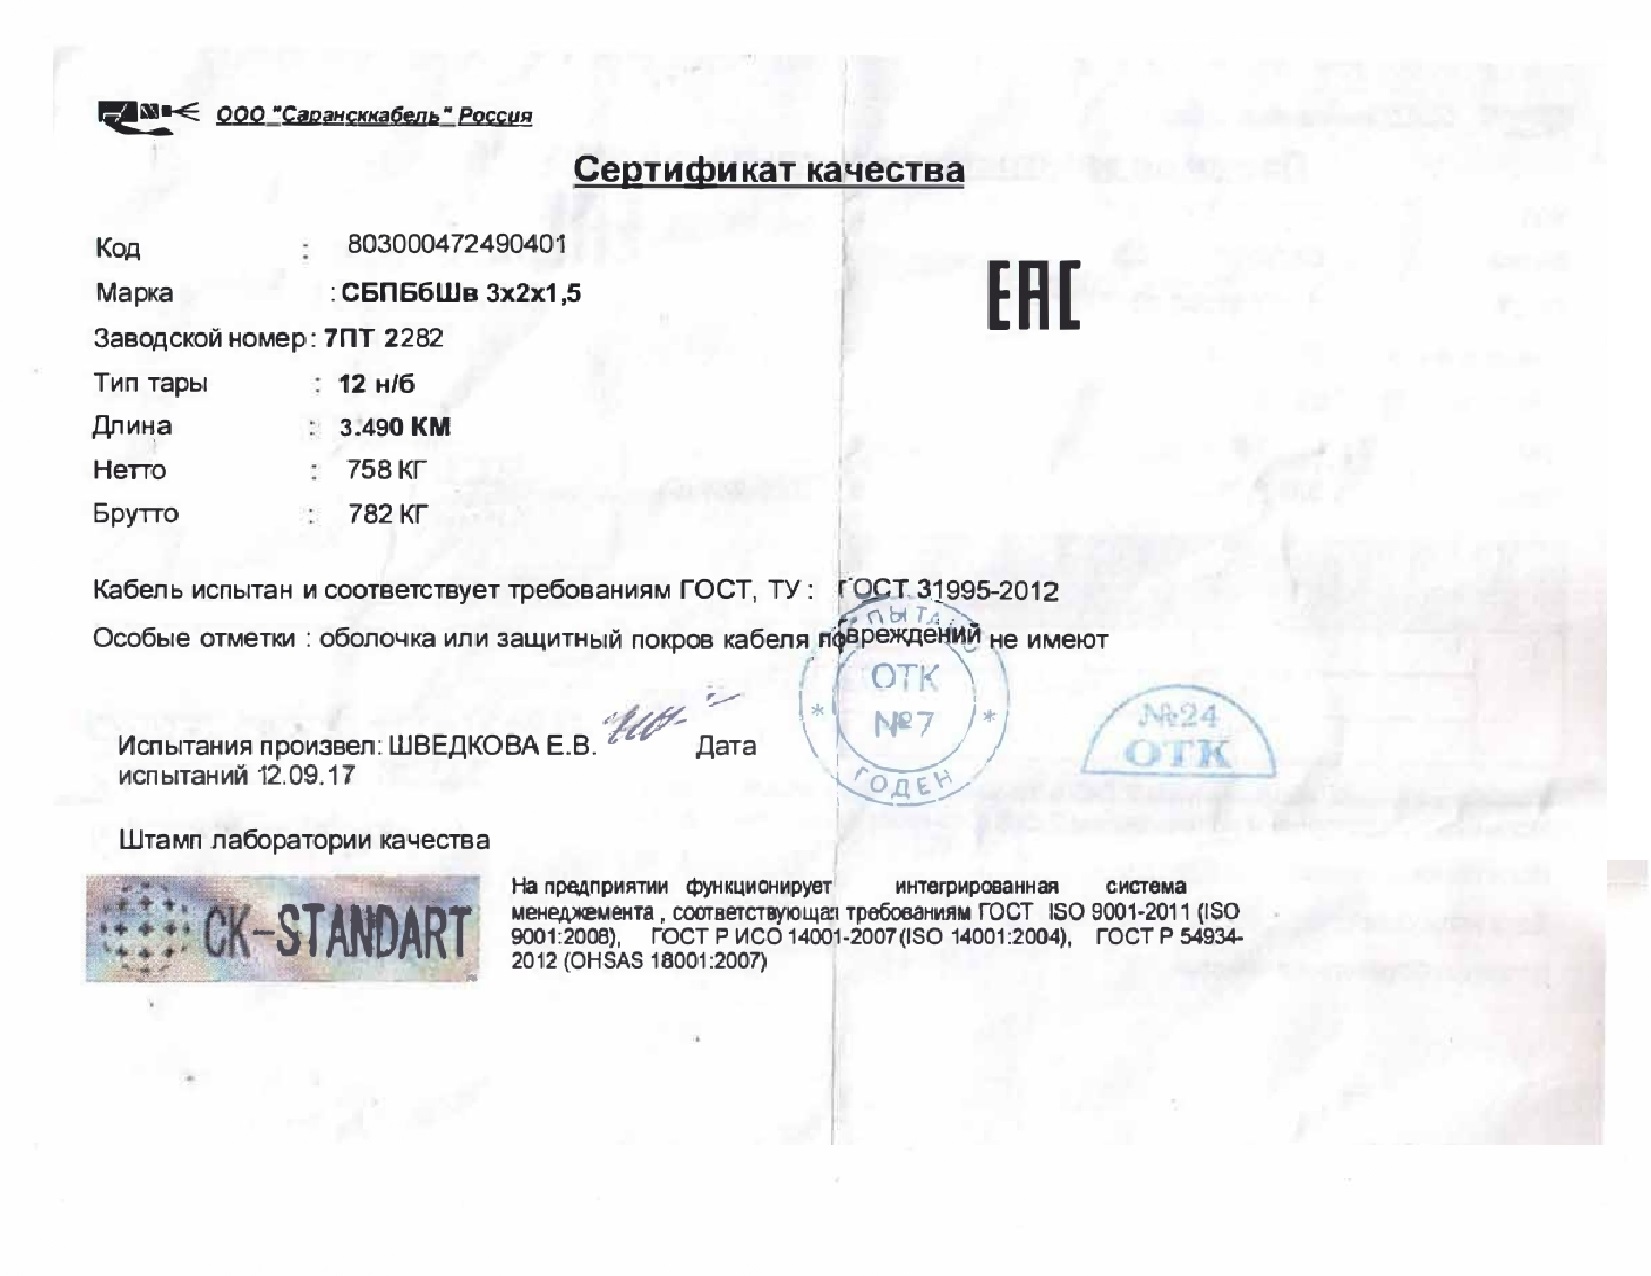 ООО "Саранскабель" Россия
Сертификат качества
Код : 803000472490401
Марка : СБПБбШв 3х2х1,5
EAC
Заводской номер : 7ПТ 2282
Тип тары : 12 н/б
Длина : 3.490 КМ
Нетто : 758 КГ
Брутто : 782 КГ
Кабель испытан и соответствует требованиям ГОСТ, ТУ : ГОСТ 31995-2012
Особые отметки : оболочка или защитный покров кабеля повреждений не имеют
ОТК
№7
ГОДЕН
№24
ОТК
Испытания произвел: ШВЕДКОВА Е.В. Дата
испытаний 12.09.17
Штамп лаборатории качества
СК-STANDART
На предприятии функционирует интегрированная система
менеджемента , соответствующая требованиям ГОСТ ISO 9001-2011 (ISO
9001:2008), ГОСТ Р ИСО 14001-2007(ISO 14001:2004), ГОСТ Р 54934-
2012 (OHSAS 18001:2007)